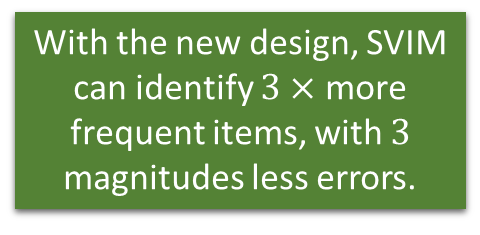 With the new design, SVIM
can identify 3 × more
frequent items, with 3
magnitudes less errors.